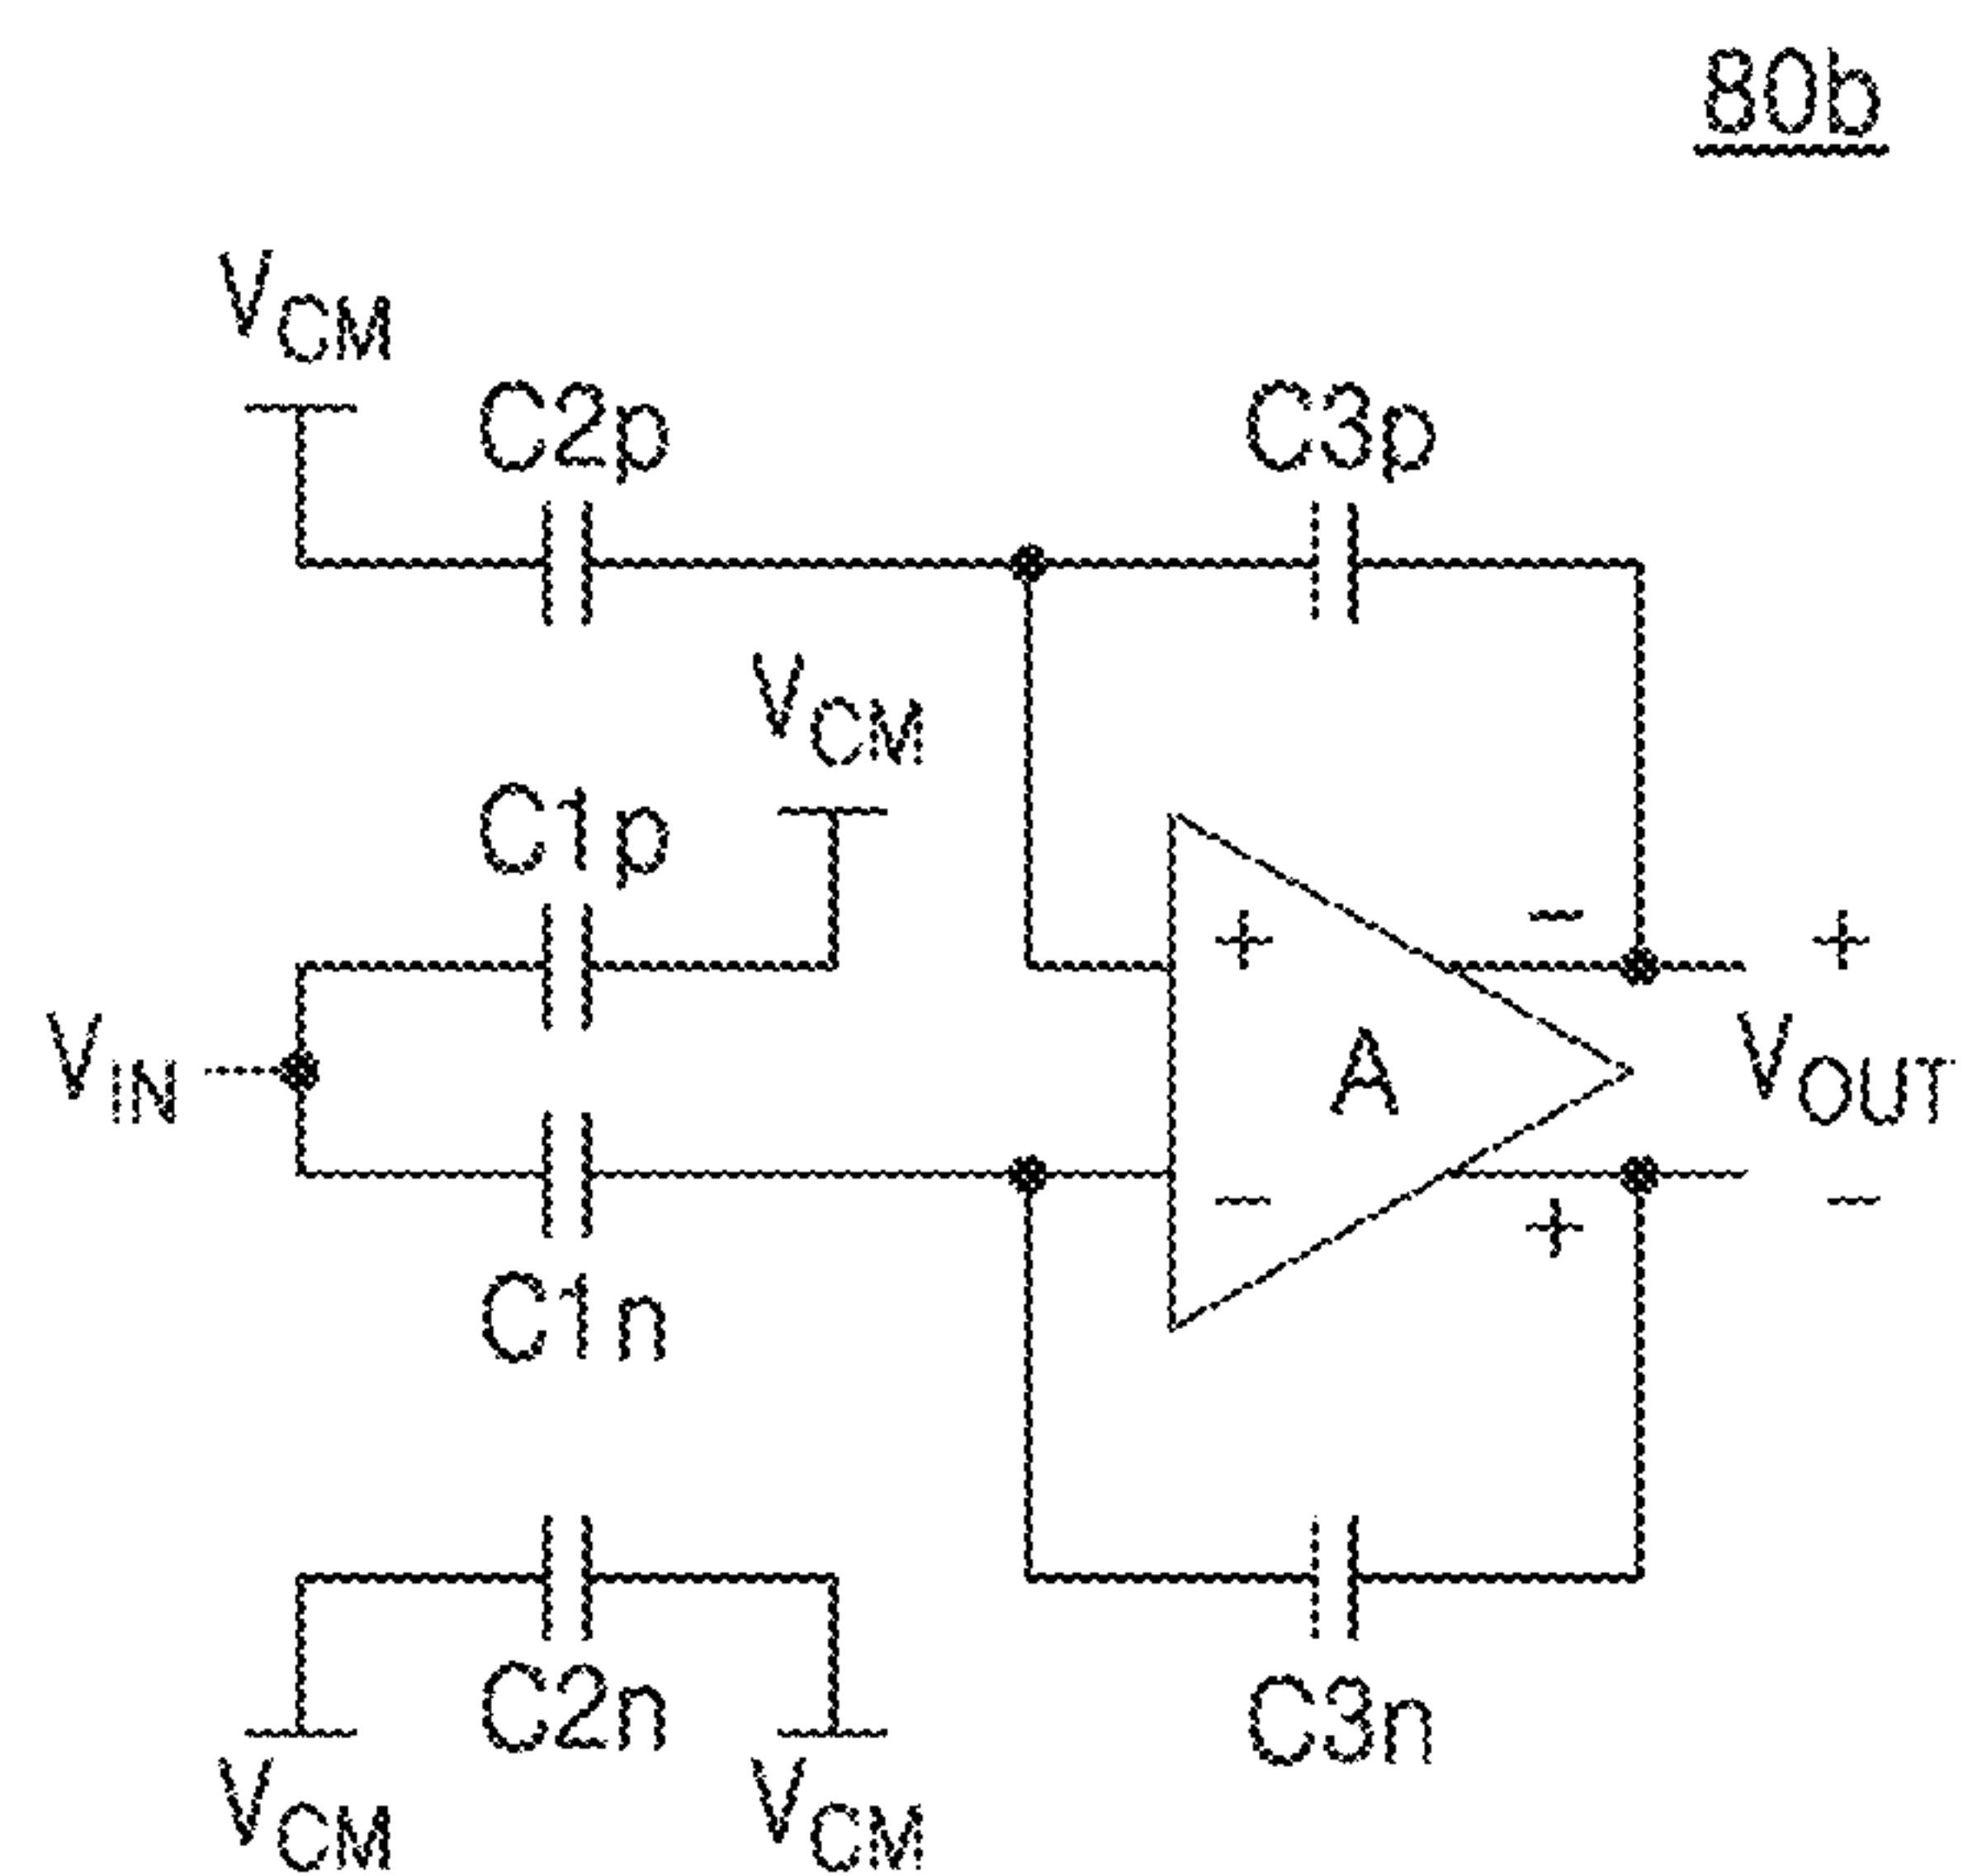 80b
VCM
C2p C3p
VCM
C1p
+ - +
VIN A VOUT
- + -
C1n
C2n C3n
VCM VCM